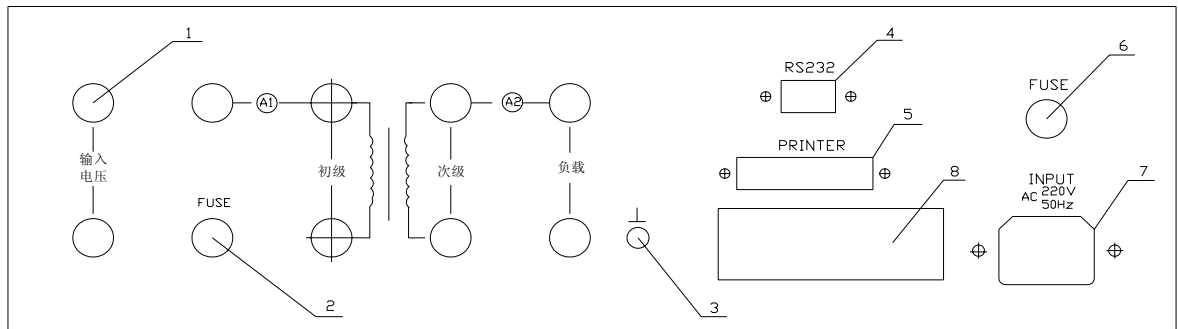 1
4
6
RS232
FUSE
A1
A2
5
PRINTER
输入
电压
初级
次级
负载
8
INPUT
7
AC 220V
50Hz
FUSE
2
3